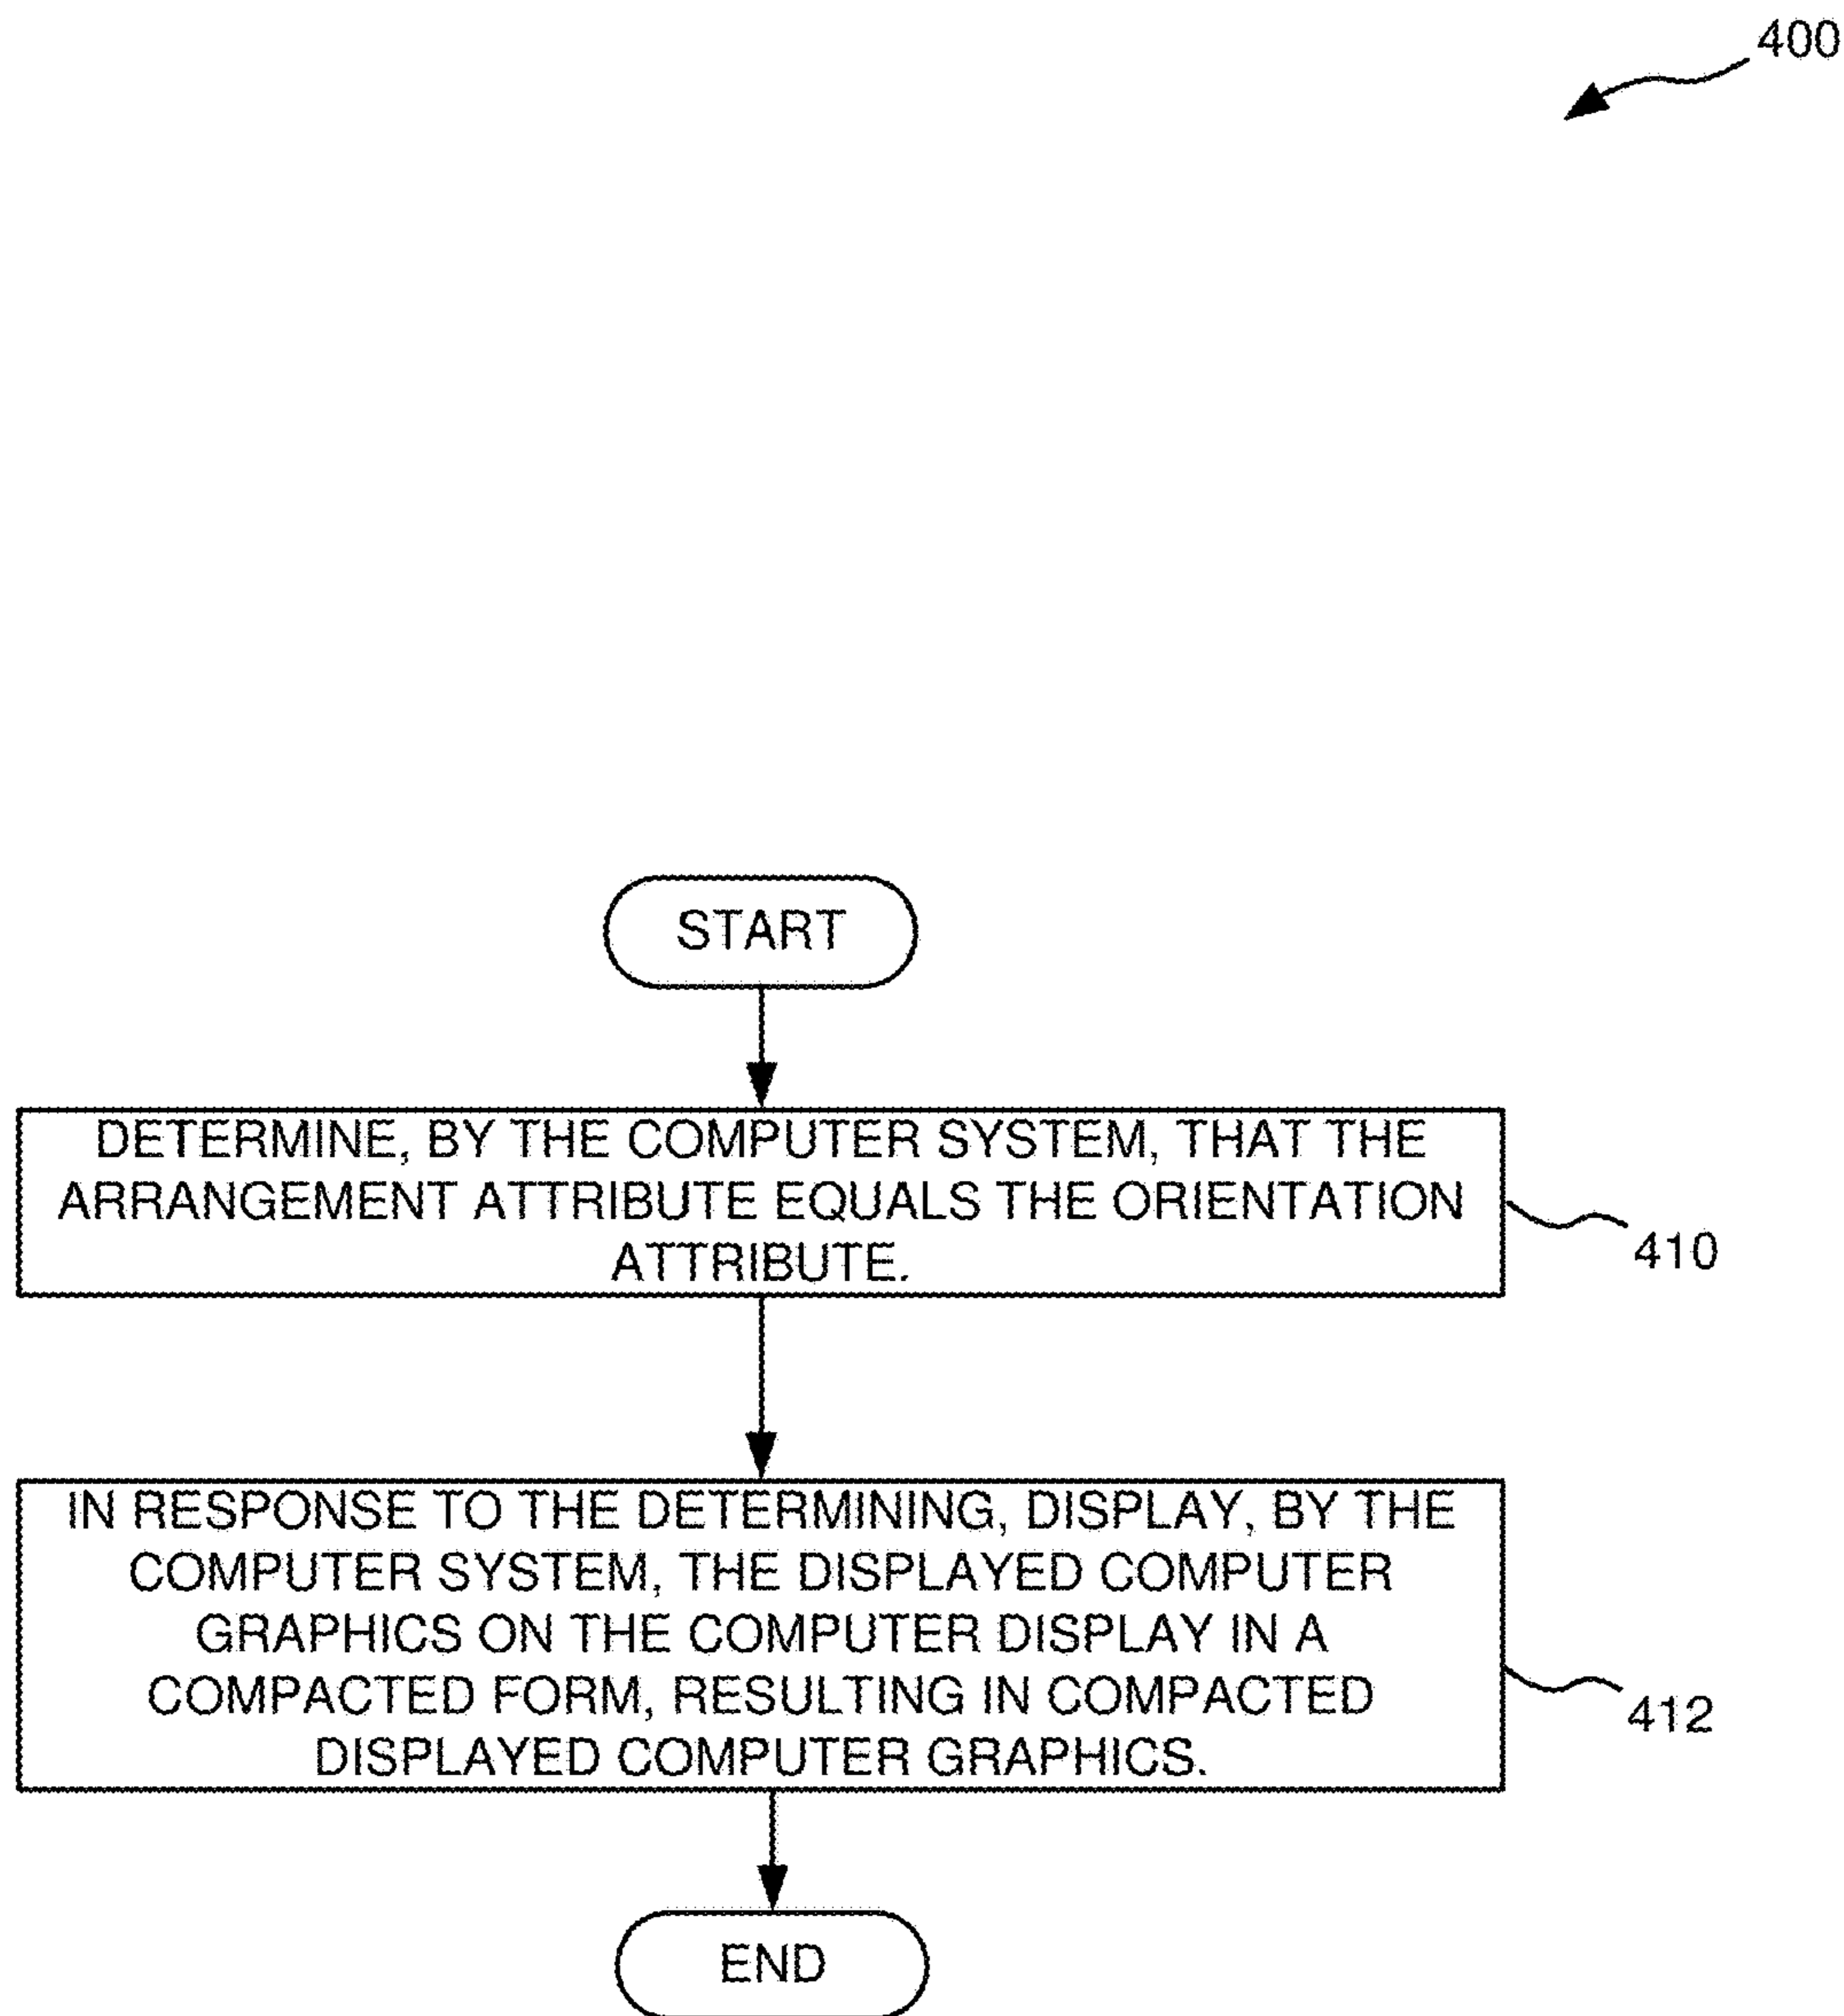 400
START
DETERMINE, BY THE COMPUTER SYSTEM, THAT THE
ARRANGEMENT ATTRIBUTE EQUALS THE ORIENTATION
ATTRIBUTE.
410
IN RESPONSE TO THE DETERMINING, DISPLAY, BY THE
COMPUTER SYSTEM, THE DISPLAYED COMPUTER
GRAPHICS ON THE COMPUTER DISPLAY IN A
COMPACTED FORM, RESULTING IN COMPACTED
DISPLAYED COMPUTER GRAPHICS.
412
END